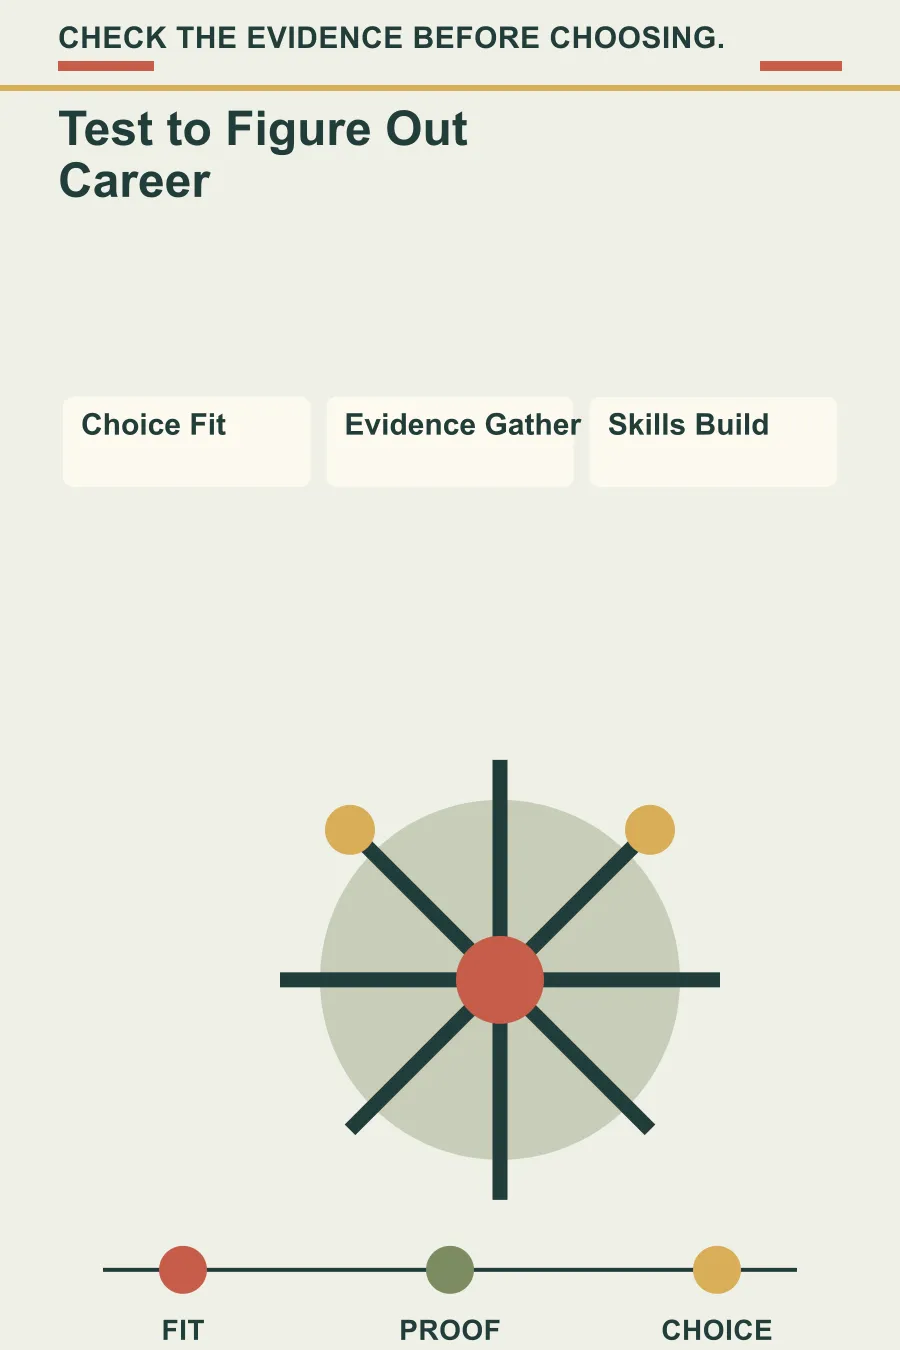 CHECK THE EVIDENCE BEFORE CHOOSING.
Test to Figure Out
Career
Choice Fit
Evidence Gather
Skills Build
FIT
PROOF
CHOICE